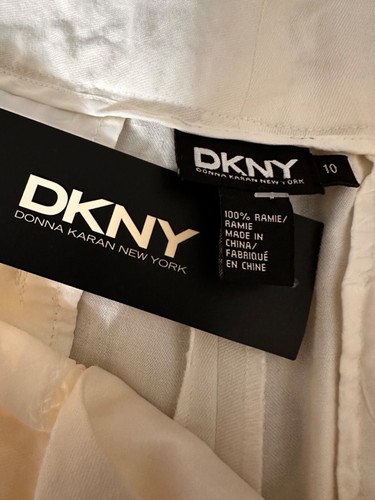 DKNY
DONNA KARAN NEW YORK
10
100% RAMIE/
RAMIE
MADE IN
CHINA/
FABRIQUÉ
EN CHINE
DKNY
DONNA KARAN NEW YORK